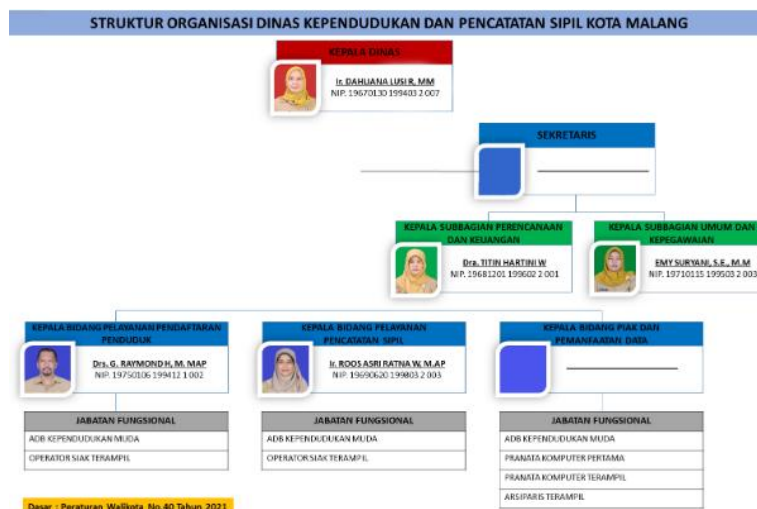 STRUKTUR ORGANISASI DINAS KEPENDUDUKAN DAN PENCATATAN SIPIL KOTA MALANG
KEPALA DINAS
Ir. DAHLIANA LUSI R, MM
NIP. 19670130 199403 2 007
SEKRETARIS
KEPALA SUBBAGIAN PERENCANAAN
DAN KEUANGAN
Dra. TITIN HARTINI W
NIP. 19681201 199602 2 001
KEPALA SUBBAGIAN UMUM DAN
KEPEGAWAIAN
EMY SURYANI, S.E., M.M
NIP. 19710115 199503 2 003
KEPALA BIDANG PELAYANAN PENDAFTARAN
PENDUDUK
Drs. G. RAYMOND H, M. MAP
NIP. 19750106 199412 1 002
KEPALA BIDANG PELAYANAN
PENCATATAN SIPIL
Ir. ROOS ASRI RATNA W, M.AP
NIP. 19690620 199803 2 003
KEPALA BIDANG PIAK DAN
PEMANFAATAN DATA
JABATAN FUNGSIONAL
ADB KEPENDUDUKAN MUDA
OPERATOR SIAK TERAMPIL
JABATAN FUNGSIONAL
ADB KEPENDUDUKAN MUDA
OPERATOR SIAK TERAMPIL
JABATAN FUNGSIONAL
ADB KEPENDUDUKAN MUDA
PRANATA KOMPUTER PERTAMA
PRANATA KOMPUTER TERAMPIL
ARSIPARIS TERAMPIL
Dasar : Peraturan Walikota No.40 Tahun 2021